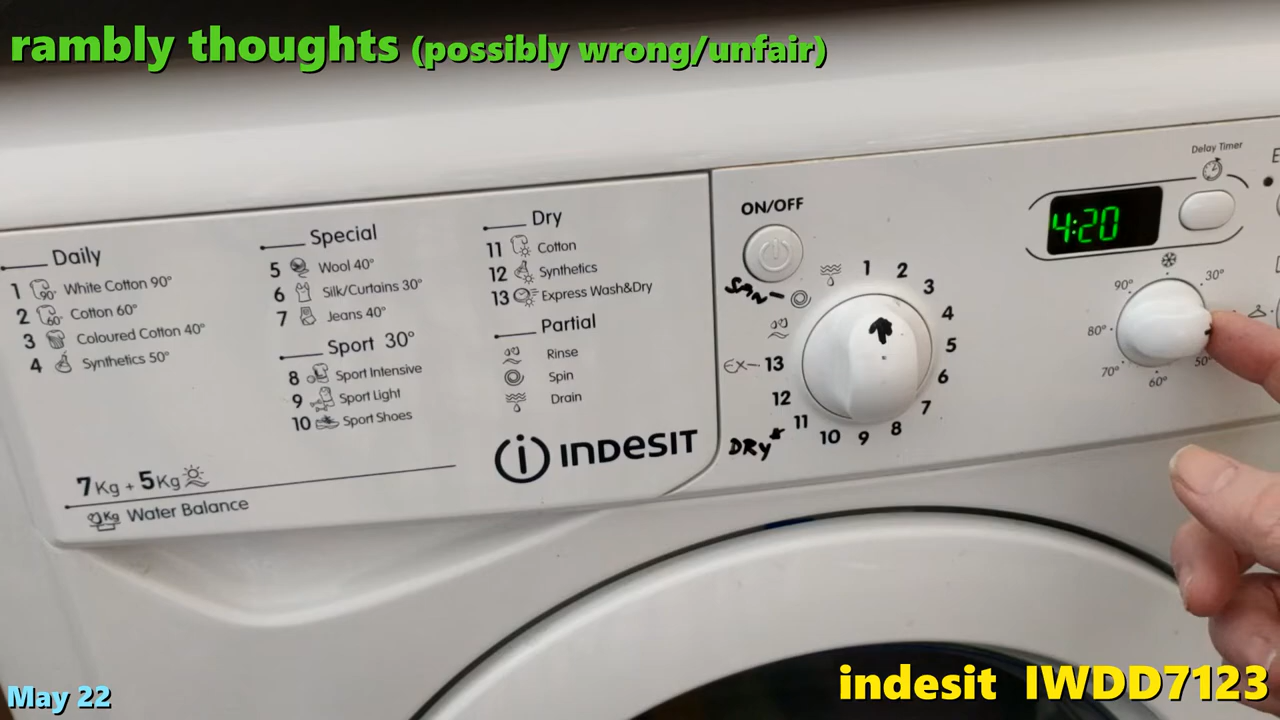 rambly thoughts (possibly wrong/unfair)
Daily
1 White Cotton 90°
2 Cotton 60°
3 Coloured Cotton 40°
4 Synthetics 50°
Special
5 Wool 40°
6 Silk/Curtains 30°
7 Jeans 40°
Sport 30°
8 Sport Intensive
9 Sport Light
10 Sport Shoes
Dry
11 Cotton
12 Synthetics
13 Express Wash&Dry
Partial
Rinse
Spin
Drain
7Kg + 5Kg
Kg Water Balance
INDESIT
ON/OFF
SPIN
EX
DRY
1
2
3
4
5
6
7
8
9
10
11
12
13
4:20
Delay Timer
E
30°
50°
60°
70°
80°
90°
May 22
indesit IWDD7123